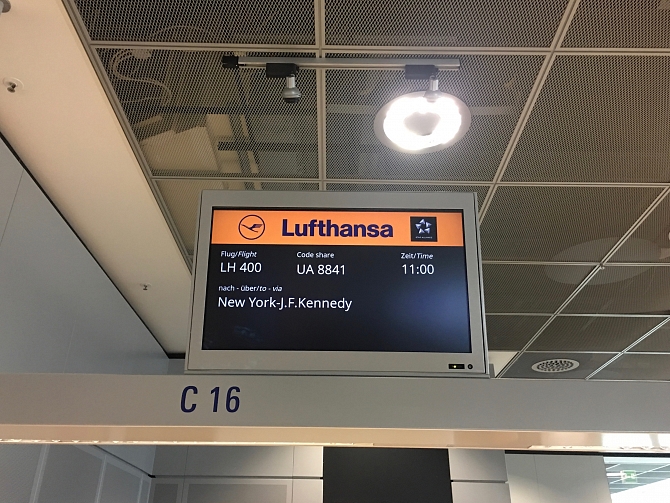 Lufthansa
Flug/Flight Code share Zeit/Time
LH 400 UA 8841 11:00
nach - über/to - via
New York-J.F.Kennedy
C 16